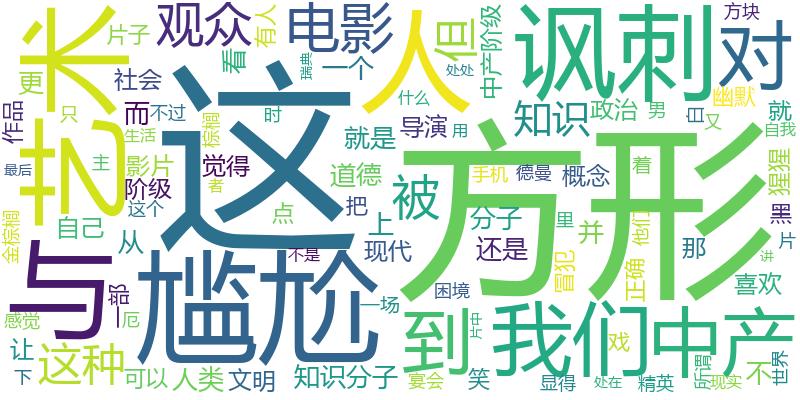 艺术
观众
电影
人
但
中产阶级
讽刺
对
方块
片子
有人
瑞典
一个
看
处处
更
社会
这
什么
知识
政治
男
白
幽默
就
又
自我
作品
而
不过
棕榈
时
就是
导演
用
只
生活
影片
觉得
道德
被
手机
德曼
概念
着
黑
猩猩
最后
主
阶级
者
方形
金棕榈
自己
这个
点
把
上
分子
里
并
他们
片
从
尴尬
不是
现代
还是
冒犯
正确
那
讲
与
一部
困境
喜欢
感觉
厄
一场
到
我们
片中
戏
中产
让
这种
可以
人类
文明
知识分子
宴会
笑
显得
处在
精英
所谓
现实
不
世界
下